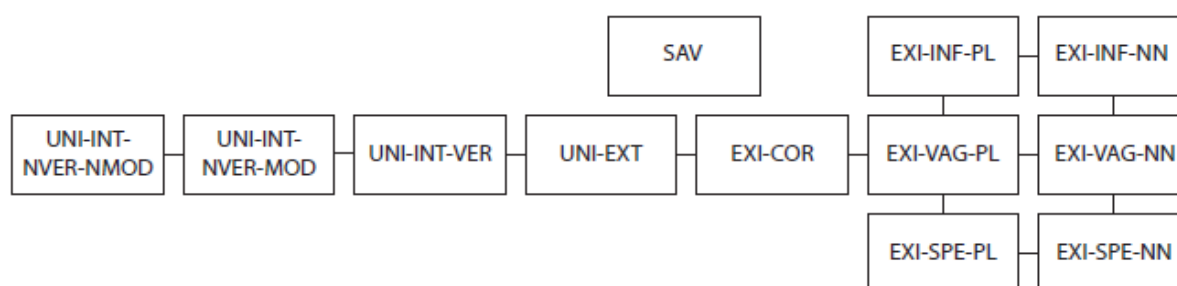 SAV
EXI-INF-PL
EXI-INF-NN
UNI-INT-
NVER-NMOD
UNI-INT-
NVER-MOD
UNI-INT-VER
UNI-EXT
EXI-COR
EXI-VAG-PL
EXI-VAG-NN
EXI-SPE-PL
EXI-SPE-NN